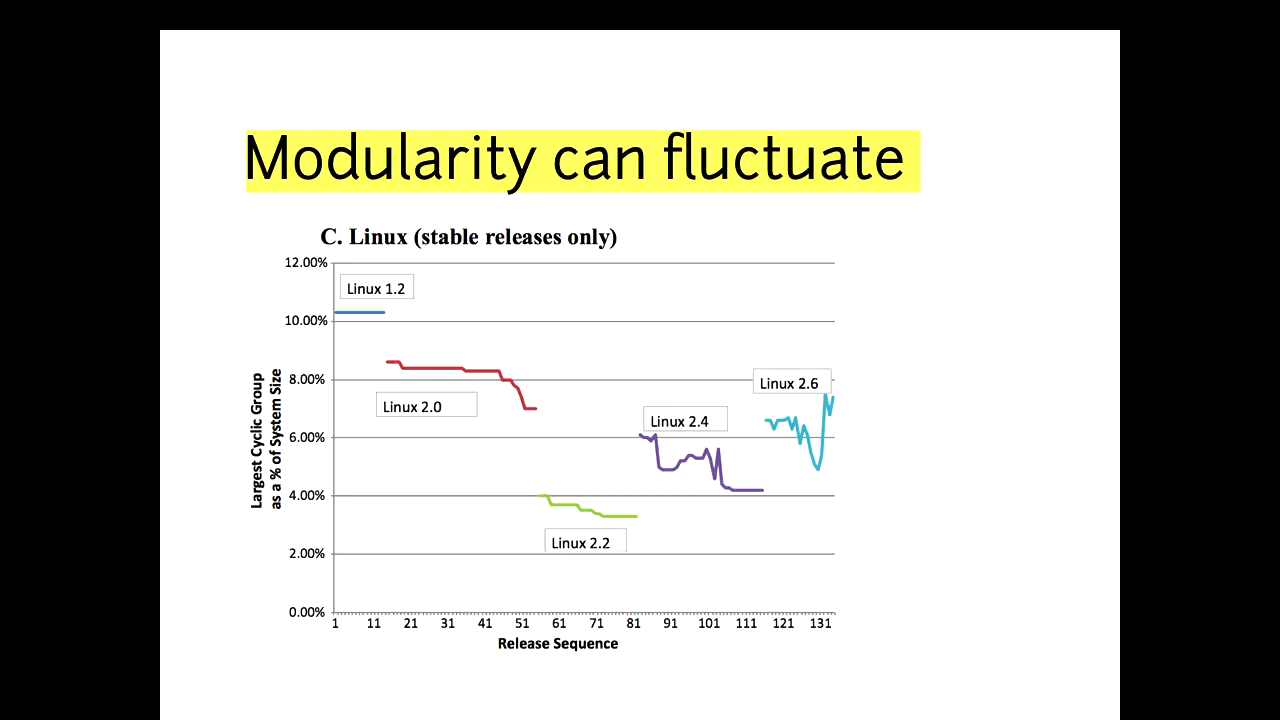 Modularity can fluctuate
C. Linux (stable releases only)
12.00%
10.00%
8.00%
6.00%
4.00%
2.00%
0.00%
Largest Cyclic Group
as a % of System Size
Linux 1.2
Linux 2.0
Linux 2.2
Linux 2.4
Linux 2.6
1 11 21 31 41 51 61 71 81 91 101 111 121 131
Release Sequence